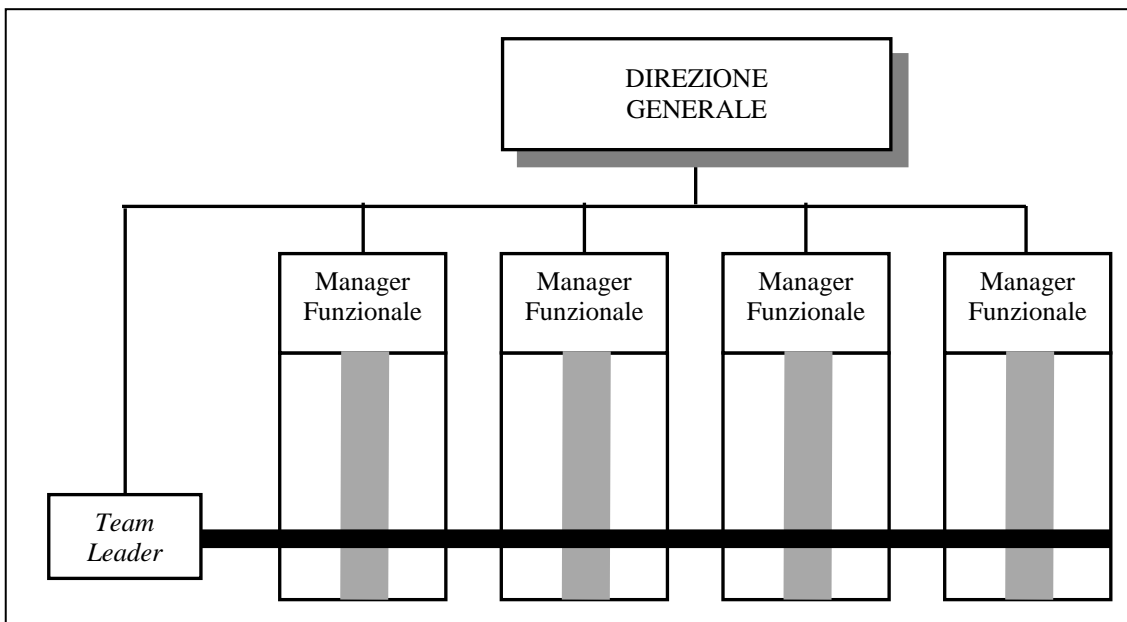 DIREZIONE
GENERALE
Manager
Funzionale
Manager
Funzionale
Manager
Funzionale
Manager
Funzionale
Team
Leader